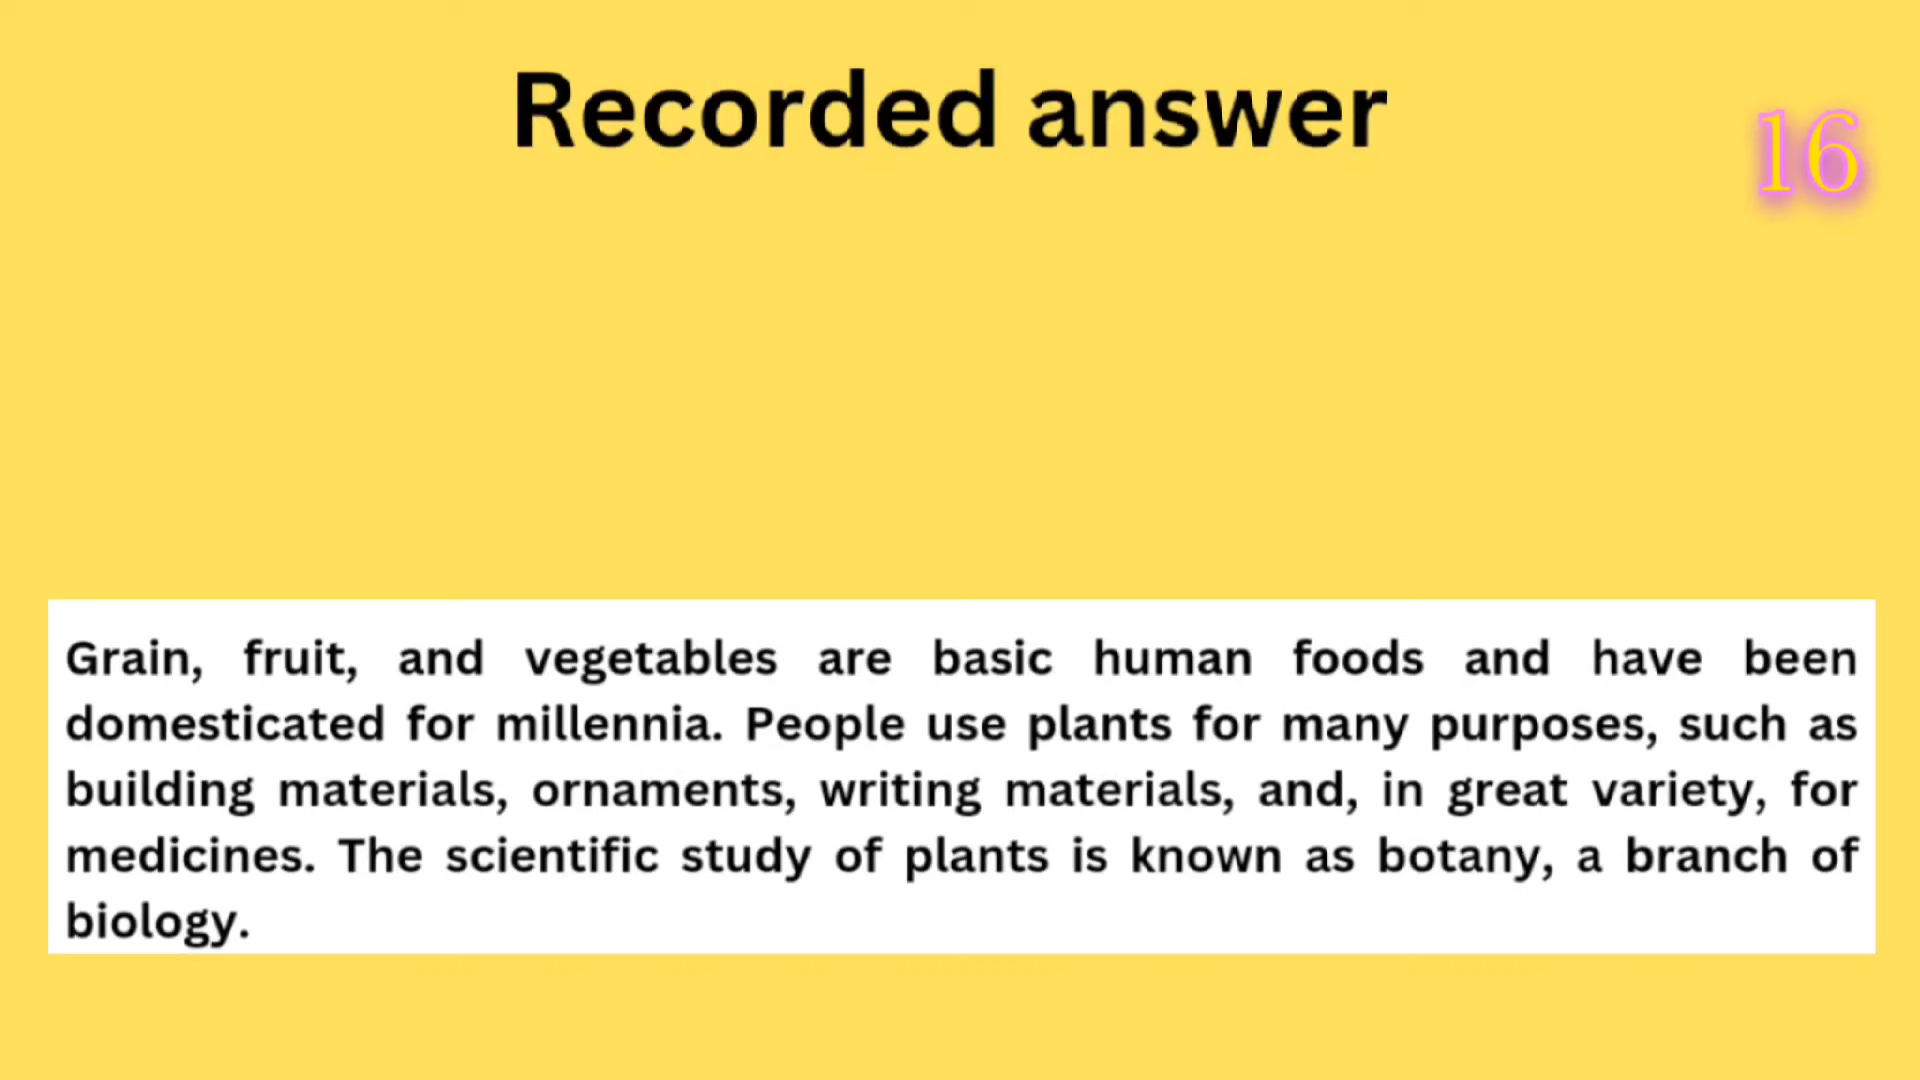 Recorded answer
16
Grain, fruit, and vegetables are basic human foods and have been
domesticated for millennia. People use plants for many purposes, such as
building materials, ornaments, writing materials, and, in great variety, for
medicines. The scientific study of plants is known as botany, a branch of
biology.